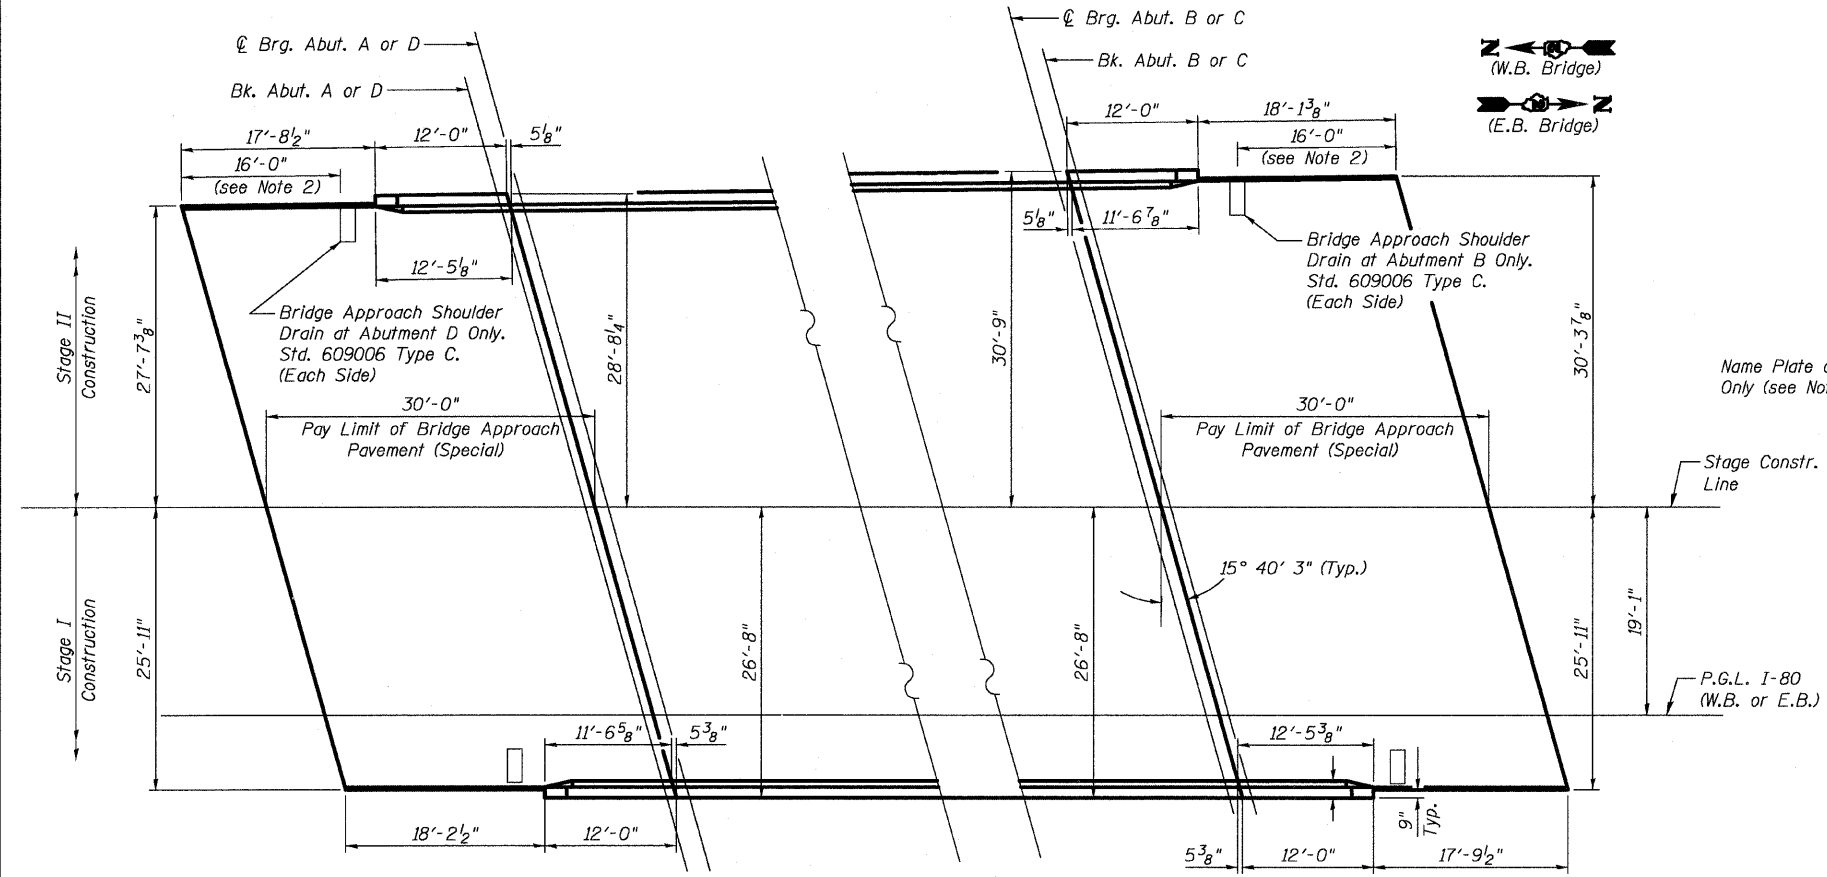 ℄ Brg. Abut. A or D
Bk. Abut. A or D
℄ Brg. Abut. B or C
Bk. Abut. B or C
N
(W.B. Bridge)
N
(E.B. Bridge)
17'-8½"
12'-0"
5⅛"
12'-0"
18'-1⅜"
16'-0"
(see Note 2)
16'-0"
(see Note 2)
12'-5⅛"
5⅛"
11'-6⅞"
Bridge Approach Shoulder
Drain at Abutment D Only.
Std. 609006 Type C.
(Each Side)
Bridge Approach Shoulder
Drain at Abutment B Only.
Std. 609006 Type C.
(Each Side)
Stage II
Construction
27'-7⅜"
28'-8¼"
30'-9"
30'-3⅞"
Name Plate
Only (see
30'-0"
Pay Limit of Bridge Approach
Pavement (Special)
30'-0"
Pay Limit of Bridge Approach
Pavement (Special)
Stage Constr.
Line
Stage I
Construction
25'-11"
26'-8"
26'-8"
15° 40' 3" (Typ.)
25'-11"
19'-1"
P.G.L. I-80
(W.B. or E.B.)
11'-6⅝"
5⅜"
12'-5⅜"
9"
Typ.
18'-2½"
12'-0"
5⅜"
12'-0"
17'-9½"